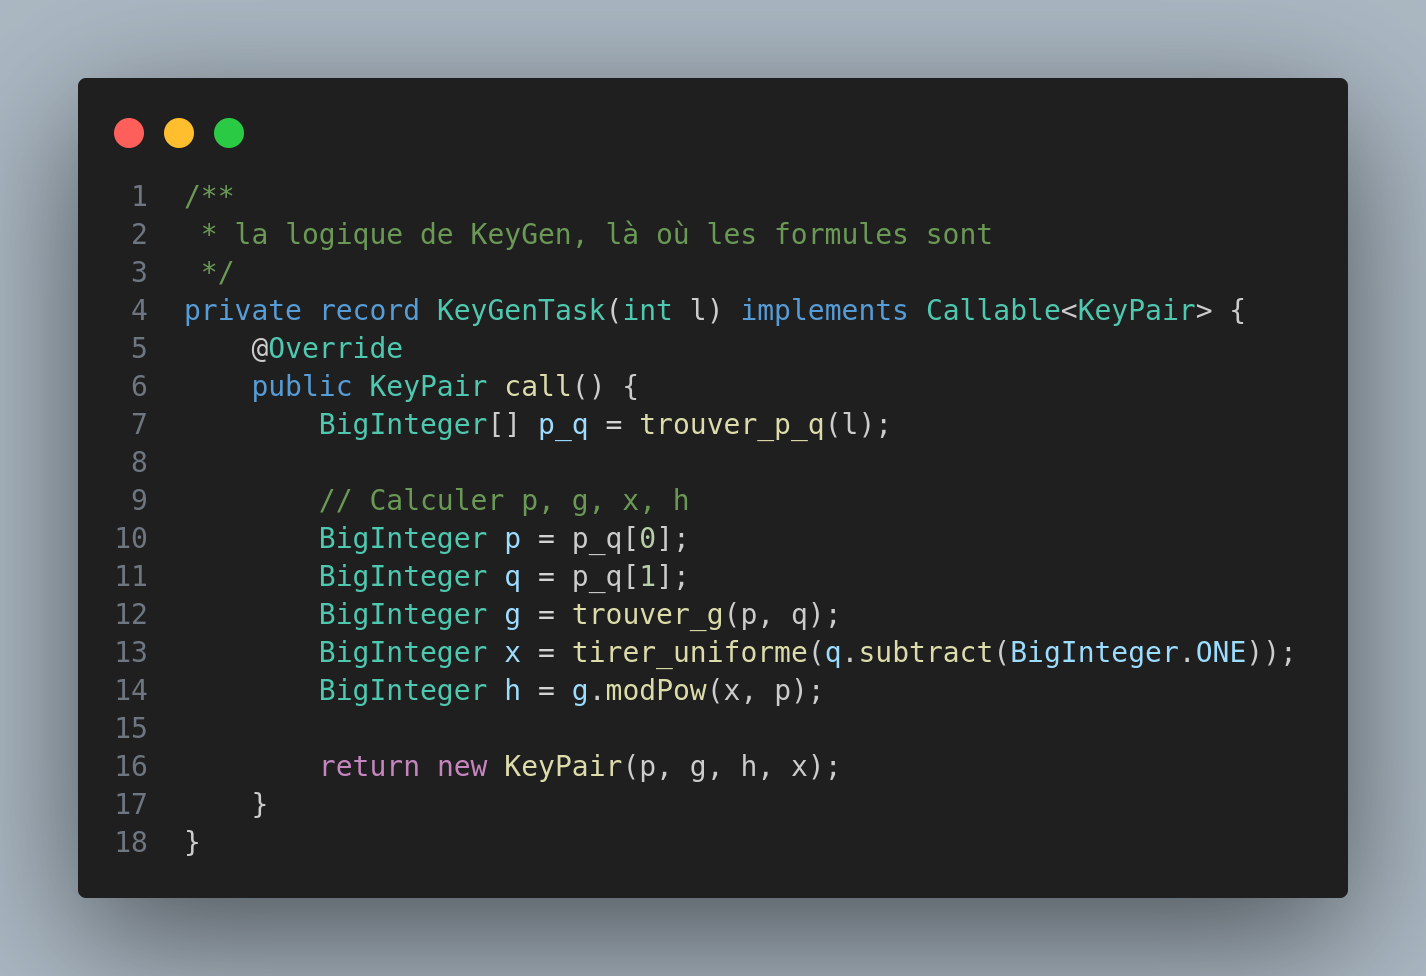 1 /**
2  * la logique de KeyGen, là où les formules sont
3  */
4 private record KeyGenTask(int l) implements Callable<KeyPair> {
5     @Override
6     public KeyPair call() {
7         BigInteger[] p_q = trouver_p_q(l);
8
9         // Calculer p, g, x, h
10         BigInteger p = p_q[0];
11         BigInteger q = p_q[1];
12         BigInteger g = trouver_g(p, q);
13         BigInteger x = tirer_uniforme(q.subtract(BigInteger.ONE));
14         BigInteger h = g.modPow(x, p);
15
16         return new KeyPair(p, g, h, x);
17     }
18 }